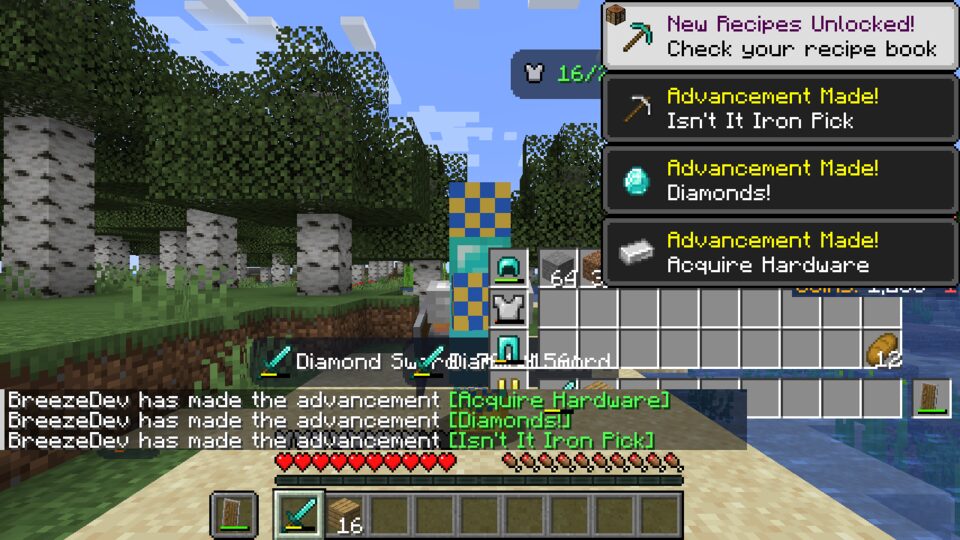 New Recipes Unlocked!
Check your recipe book
16/
Advancement Made!
Isn't It Iron Pick
Advancement Made!
Diamonds!
Advancement Made!
Acquire Hardware
64
12
Diamond
BreezeDev has made the advancement [Acquire Hardware]
BreezeDev has made the advancement [Diamonds!]
BreezeDev has made the advancement [Isn't It Iron Pick]
16